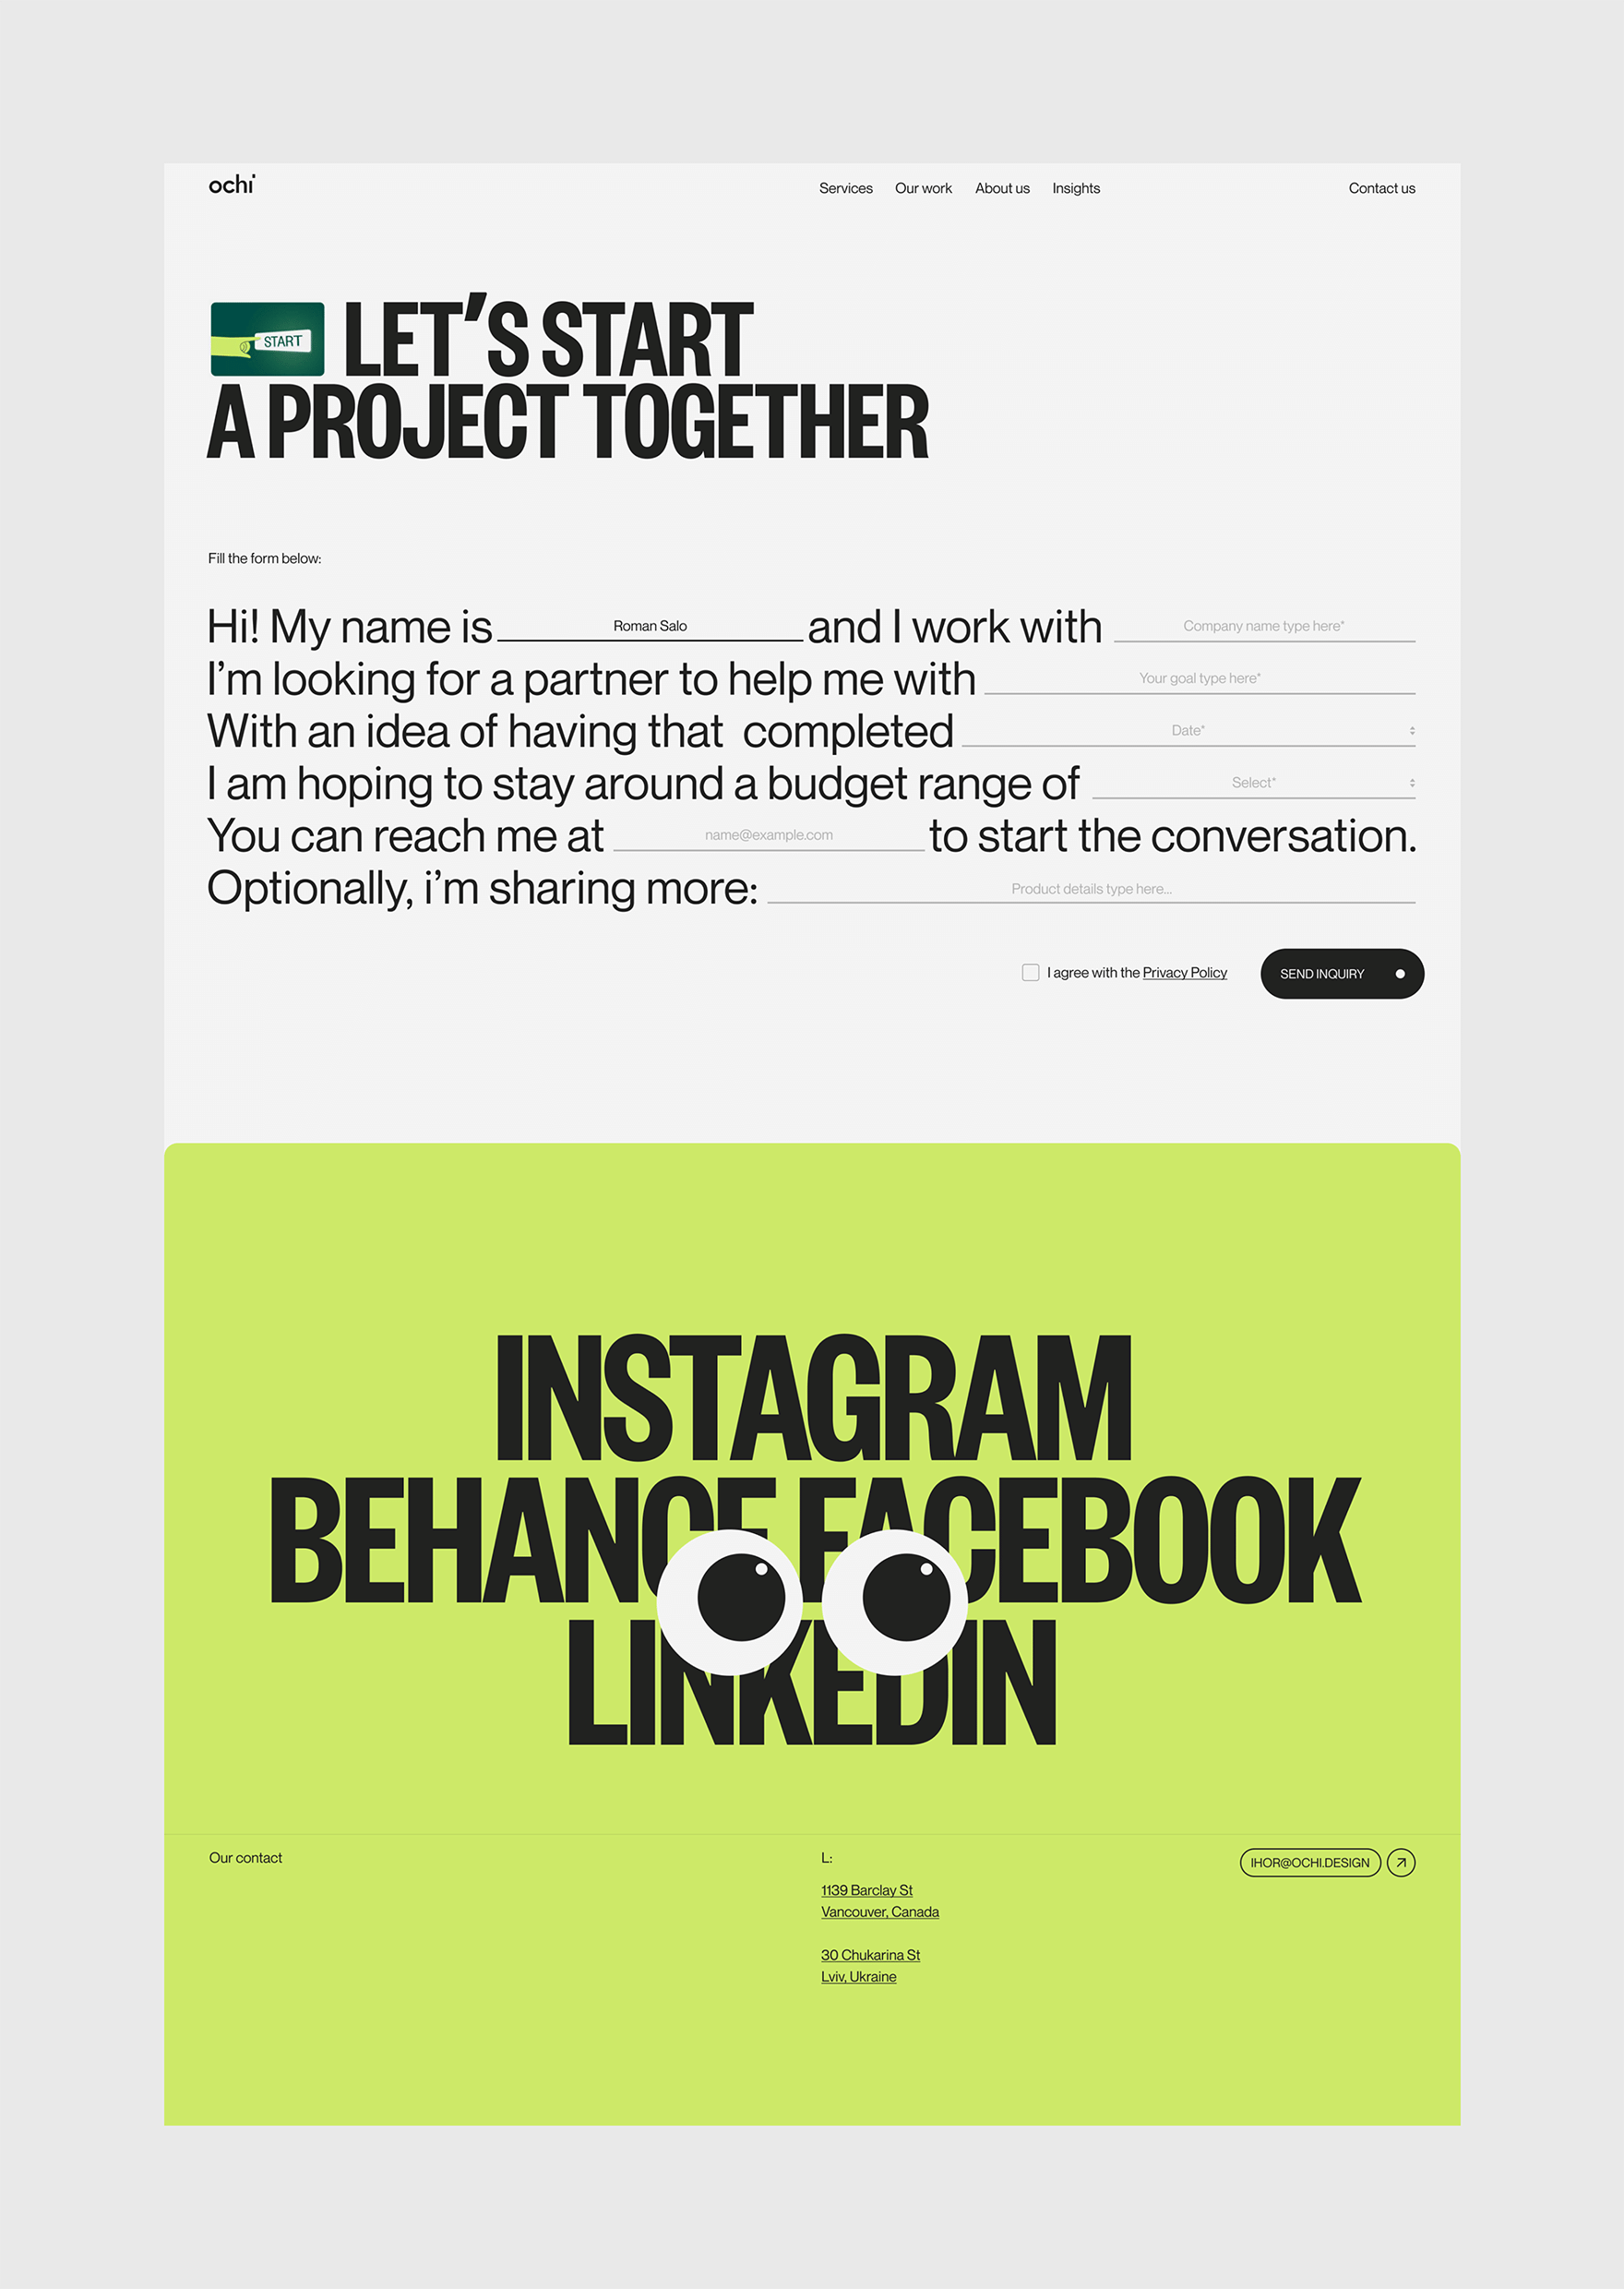 ochi
Services Our work About us Insights Contact us
START
LET'S START
A PROJECT TOGETHER
Fill the form below:
Hi! My name is Roman Salo and I work with Company name type here*
I'm looking for a partner to help me with Your goal type here*
With an idea of having that completed Date*
I am hoping to stay around a budget range of Select*
You can reach me at name@example.com to start the conversation.
Optionally, i'm sharing more: Product details type here...
I agree with the Privacy Policy SEND INQUIRY
INSTAGRAM
BEHANCE FACEBOOK
LINKEDIN
Our contact L: IHOR@OCHI.DESIGN
1139 Barclay St
Vancouver, Canada
30 Chukarina St
Lviv, Ukraine